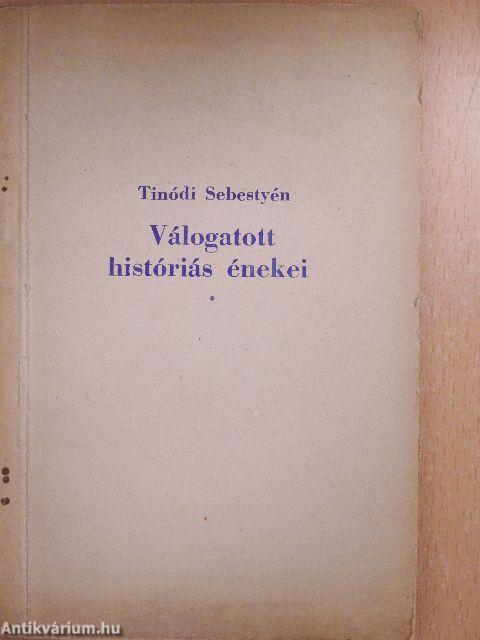 Tinódi Sebestyén
Válogatott
históriás énekei
*
Antikvárium.hu